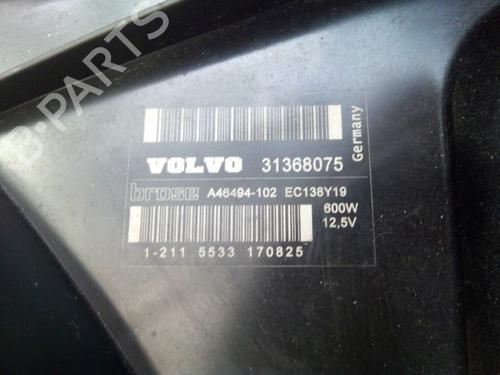 B-PARTS
VOLVO 31368075
Germany
brose A46494-102 EC138Y19
600W
12,5V
1-211 5533 170825